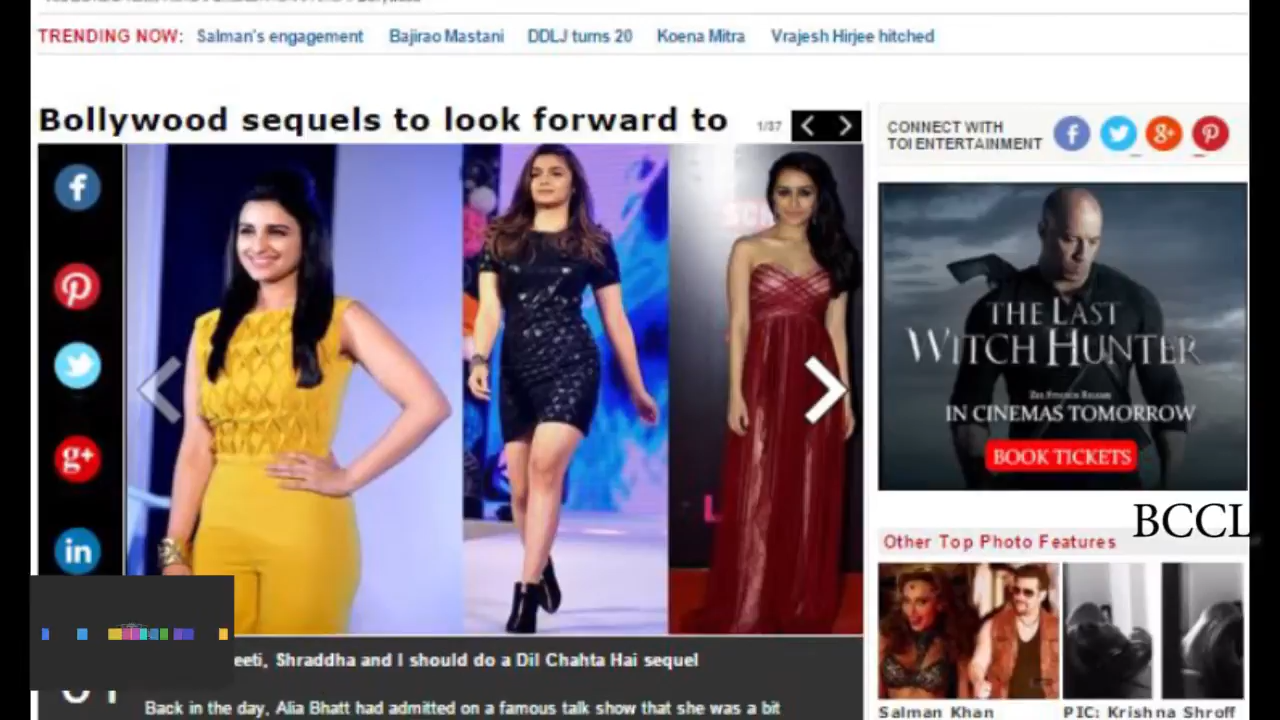 TRENDING NOW: Salman's engagement Bajirao Mastani DDLJ turns 20 Koena Mitra Vrajesh Hirjee hitched
Bollywood sequels to look forward to
1/37
CONNECT WITH
TOI ENTERTAINMENT
f
g+
THE LAST
WITCH HUNTER
IN CINEMAS TOMORROW
BOOK TICKETS
f
g+
in
BCCL
Other Top Photo Features
eeti, Shraddha and I should do a Dil Chahta Hai sequel
Back in the day, Alia Bhatt had admitted on a famous talk show that she was a bit
Salman Khan
PIC: Krishna Shroff